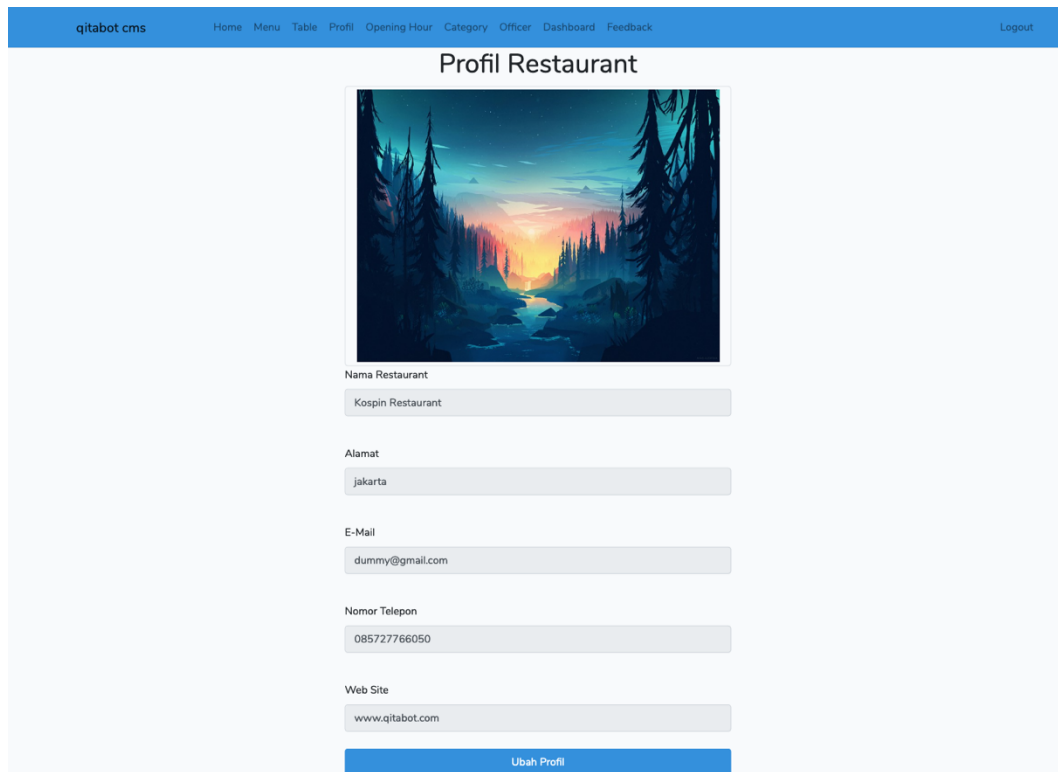 qitabot cms Home Menu Table Profil Opening Hour Category Officer Dashboard Feedback Logout
Profil Restaurant
Nama Restaurant
Kospin Restaurant
Alamat
jakarta
E-Mail
dummy@gmail.com
Nomor Telepon
085727766050
Web Site
www.qitabot.com
Ubah Profil